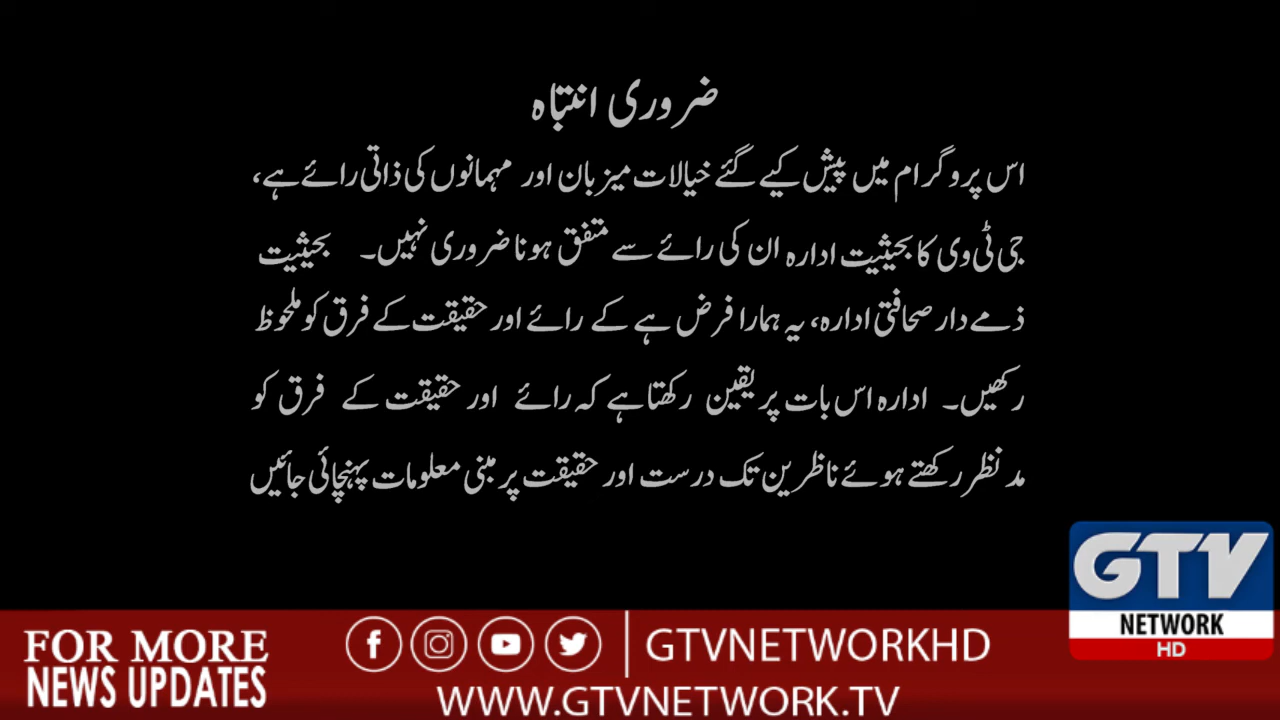 ضروری انتباہ
اس پروگرام میں پیش کیے گئے خیالات میزبان اور مہمانوں کی ذاتی رائے ہے،
جی ٹی وی کا بحیثیت ادارہ ان کی رائے سے متفق ہونا ضروری نہیں۔ بحیثیت
ذمے دار صحافتی ادارہ، یہ ہمارا فرض ہے کے رائے اور حقیقت کے فرق کو ملحوظ
رکھیں۔ ادارہ اس بات پر یقین رکھتا ہے کہ رائے اور حقیقت کے فرق کو
مد نظر رکھتے ہوئے ناظرین تک درست اور حقیقت پر مبنی معلومات پہنچائی جائیں
GTV
NETWORK
HD
FOR MORE
NEWS UPDATES
GTVNETWORKHD
WWW.GTVNETWORK.TV